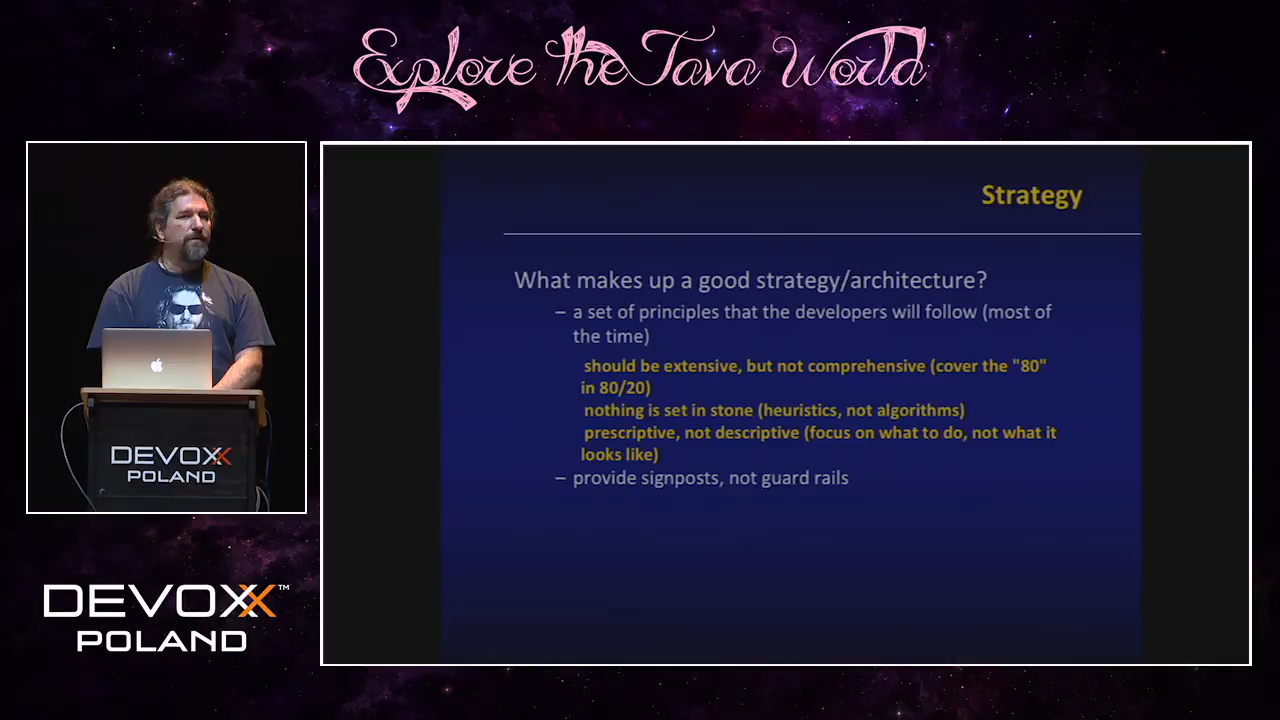 Explore the Java World
Strategy
What makes up a good strategy/architecture?
– a set of principles that the developers will follow (most of
the time)
should be extensive, but not comprehensive (cover the "80"
in 80/20)
nothing is set in stone (heuristics, not algorithms)
prescriptive, not descriptive (focus on what to do, not what it
looks like)
– provide signposts, not guard rails
DEVOXX
POLAND
DEVOXX™
POLAND